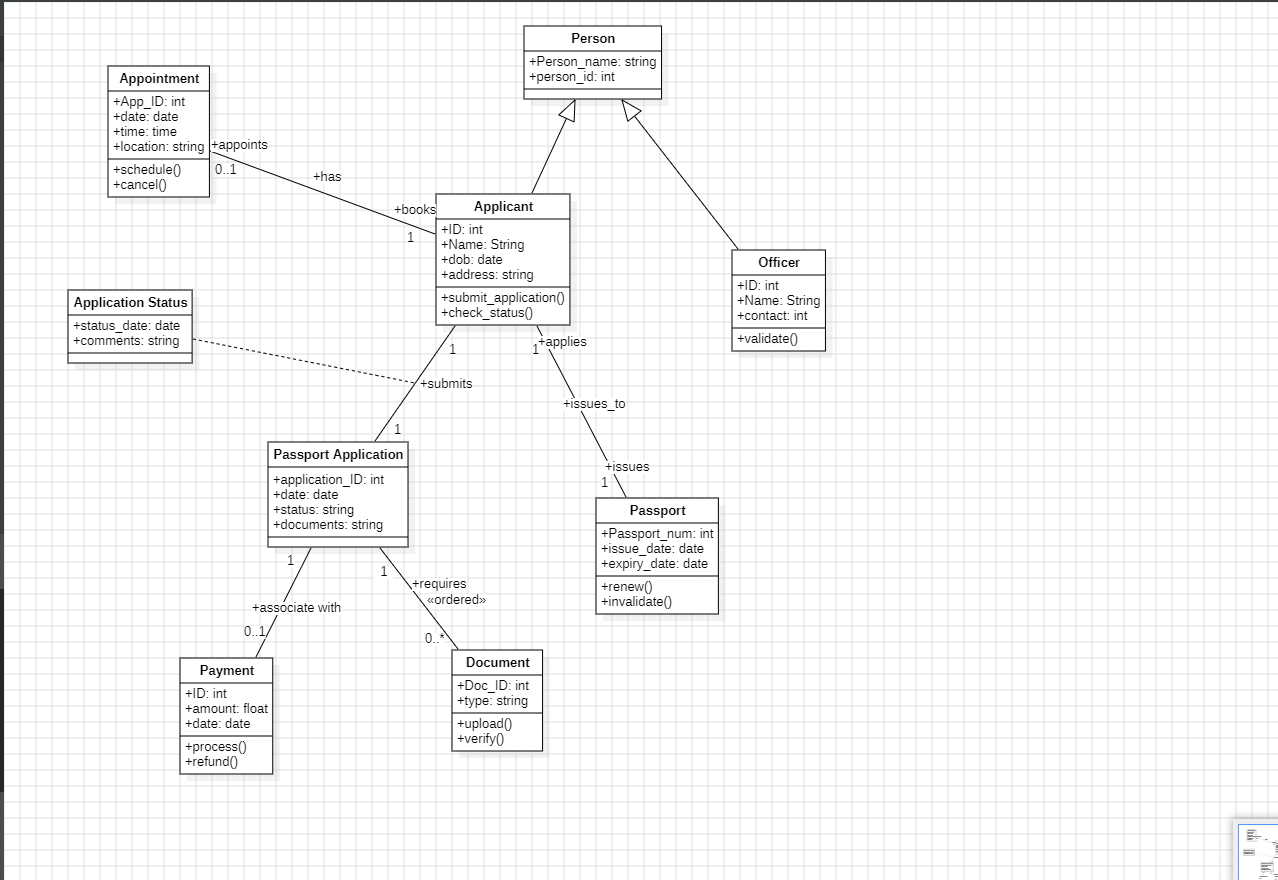 Person
+Person_name: string
+person_id: int
Appointment
+App_ID: int
+date: date
+time: time
+location: string
+schedule()
+cancel()
+appoints
0..1
+has
+books
1
Applicant
+ID: int
+Name: String
+dob: date
+address: string
+submit_application()
+check_status()
Officer
+ID: int
+Name: String
+contact: int
+validate()
Application Status
+status_date: date
+comments: string
1
+submits
1
1
+applies
+issues_to
+issues
1
Passport Application
+application_ID: int
+date: date
+status: string
+documents: string
Passport
+Passport_num: int
+issue_date: date
+expiry_date: date
+renew()
+invalidate()
1
+associate with
0..1
1
+requires
«ordered»
0..*
Payment
+ID: int
+amount: float
+date: date
+process()
+refund()
Document
+Doc_ID: int
+type: string
+upload()
+verify()